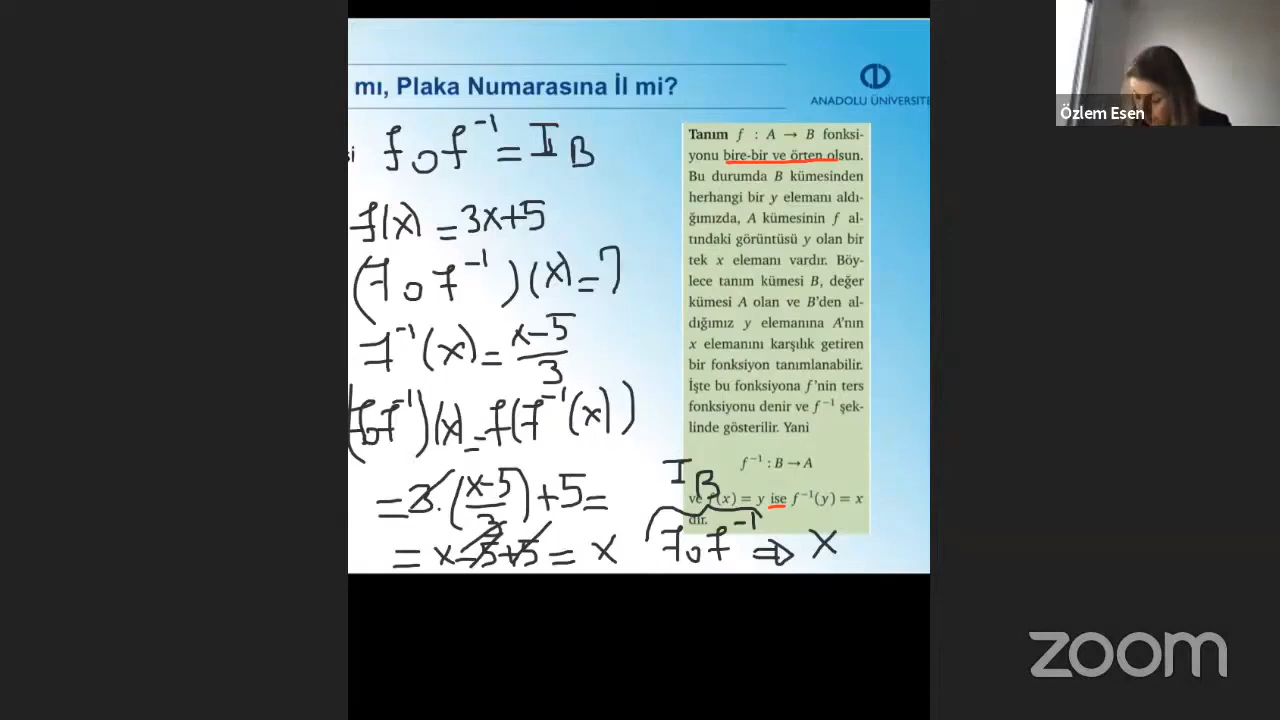 mı, Plaka Numarasına İl mi?
ANADOLU ÜNİVERSİTE
Özlem Esen
f o f⁻¹ = I_B
f(x) = 3x+5
(f o f⁻¹)(x) = ?
f⁻¹(x) = (x-5)/3
(f o f⁻¹)(x) = f(f⁻¹(x))
= 3·((x-5)/3) + 5 =
= x-5+5 = x
Tanım f : A → B fonksi-
yonu bire-bir ve örten olsun.
Bu durumda B kümesinden
herhangi bir y elemanı aldı-
ğımızda, A kümesinin f al-
tındaki görüntüsü y olan bir
tek x elemanı vardır. Böy-
lece tanım kümesi B, değer
kümesi A olan ve B'den al-
dığımız y elemanına A'nın
x elemanını karşılık getiren
bir fonksiyon tanımlanabilir.
İşte bu fonksiyona f'nin ters
fonksiyonu denir ve f⁻¹ şek-
linde gösterilir. Yani
f⁻¹ : B → A
ve f(x) = y ise f⁻¹(y) = x
dir.
I_B
f o f⁻¹ ⇒ x
zoom